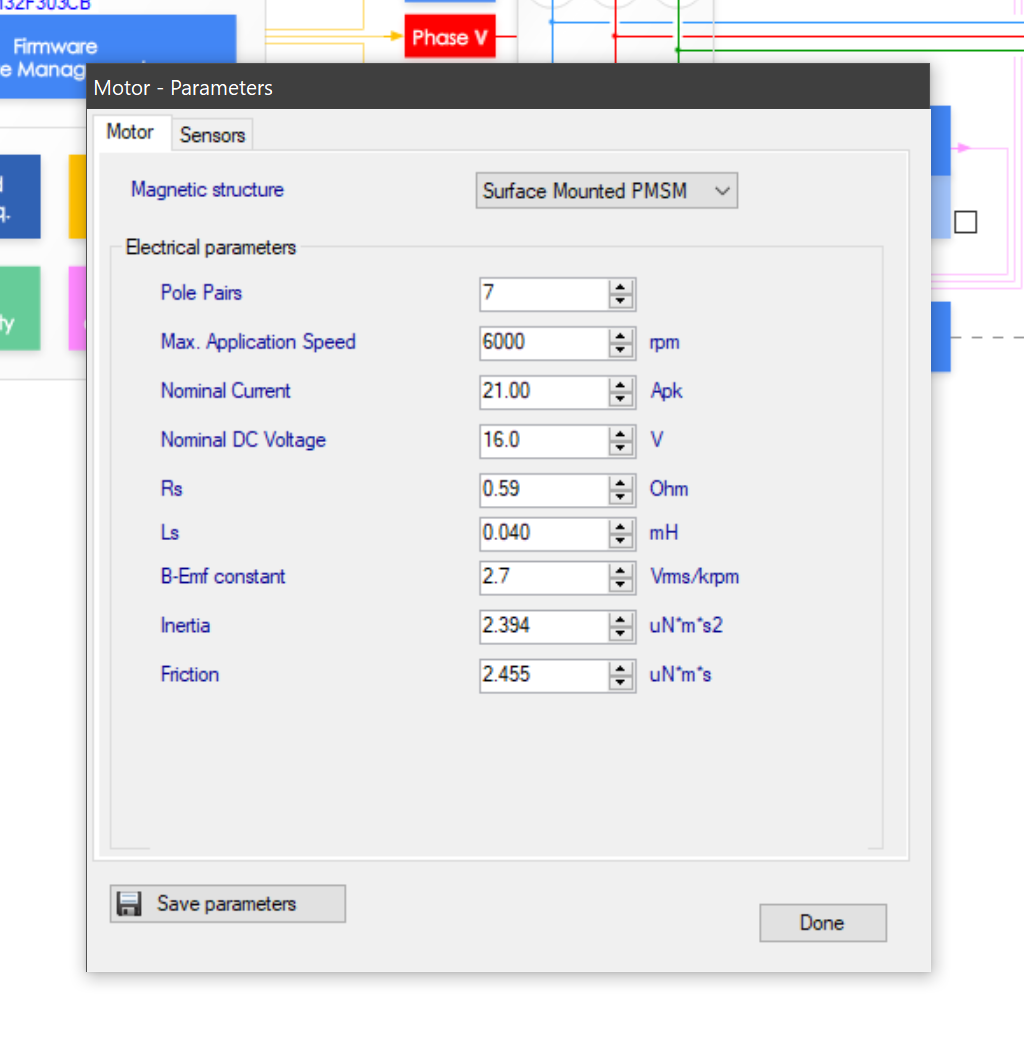 132F303CB
Firmware
e Manag
Phase V
Motor - Parameters
Motor
Sensors
Magnetic structure
Surface Mounted PMSM
q.
ty
Electrical parameters
Pole Pairs 7
Max. Application Speed 6000 rpm
Nominal Current 21.00 Apk
Nominal DC Voltage 16.0 V
Rs 0.59 Ohm
Ls 0.040 mH
B-Emf constant 2.7 Vrms/krpm
Inertia 2.394 uN*m*s2
Friction 2.455 uN*m*s
Save parameters
Done